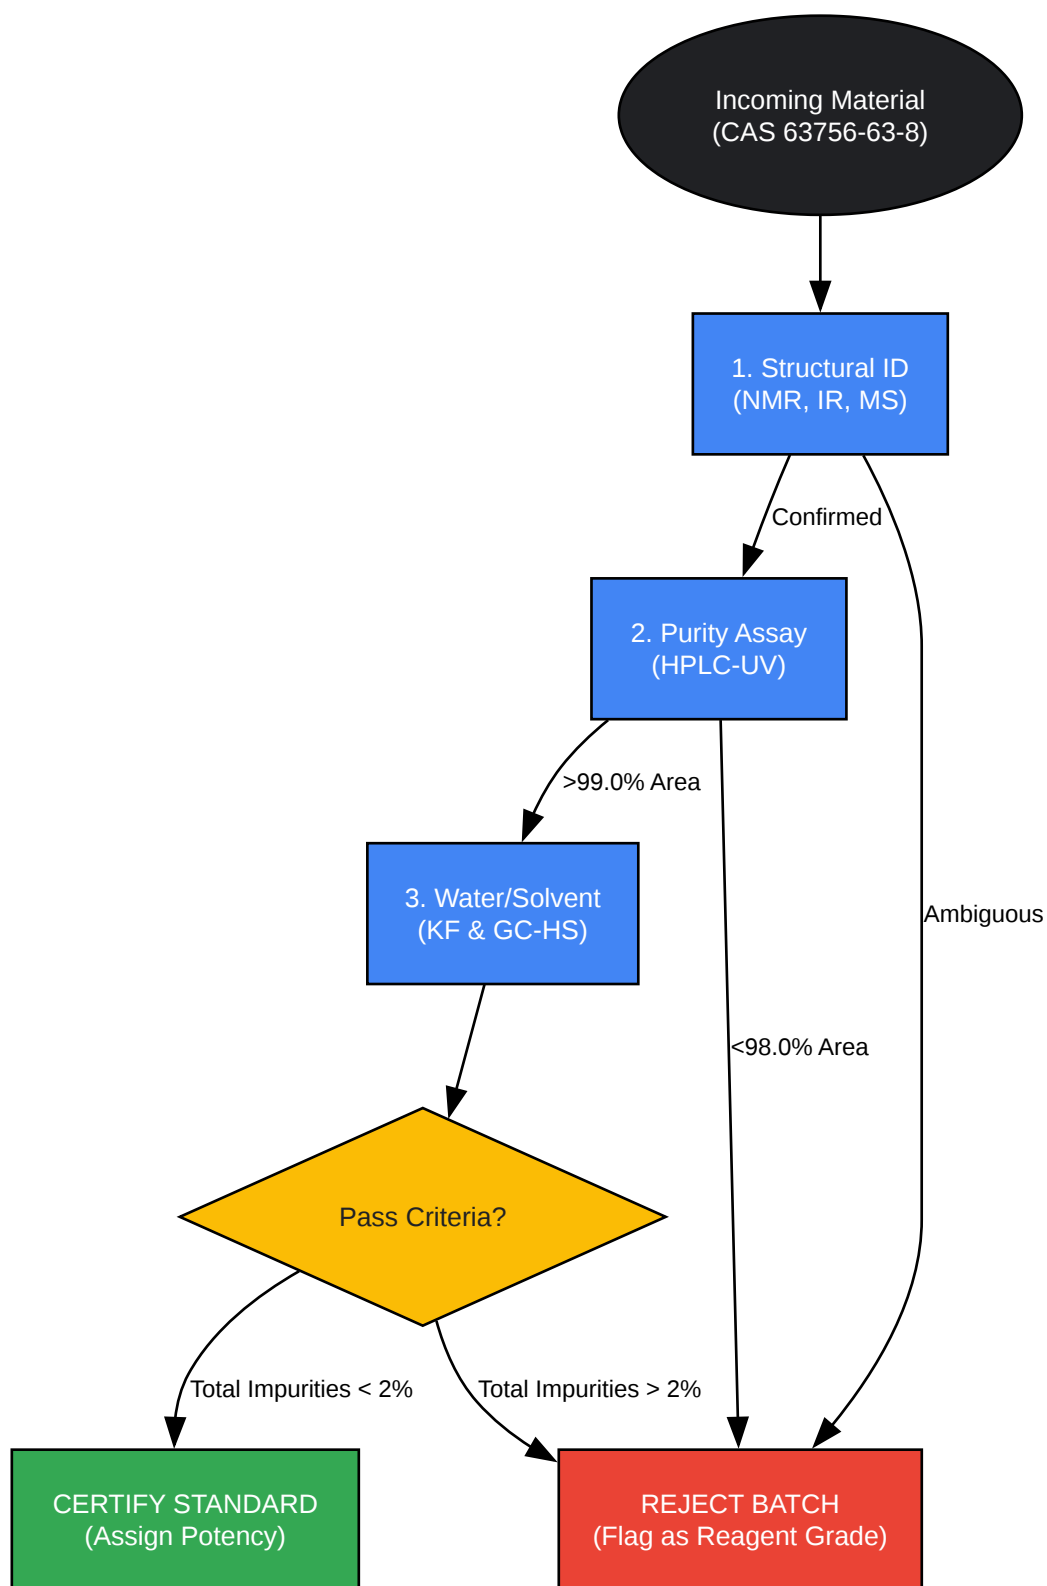 Incoming Material
(CAS 63756-63-8)
1. Structural ID
(NMR, IR, MS)
Confirmed
2. Purity Assay
(HPLC-UV)
>99.0% Area
3. Water/Solvent
(KF & GC-HS)
Ambiguous
<98.0% Area
Pass Criteria?
Total Impurities < 2%
Total Impurities > 2%
CERTIFY STANDARD
(Assign Potency)
REJECT BATCH
(Flag as Reagent Grade)